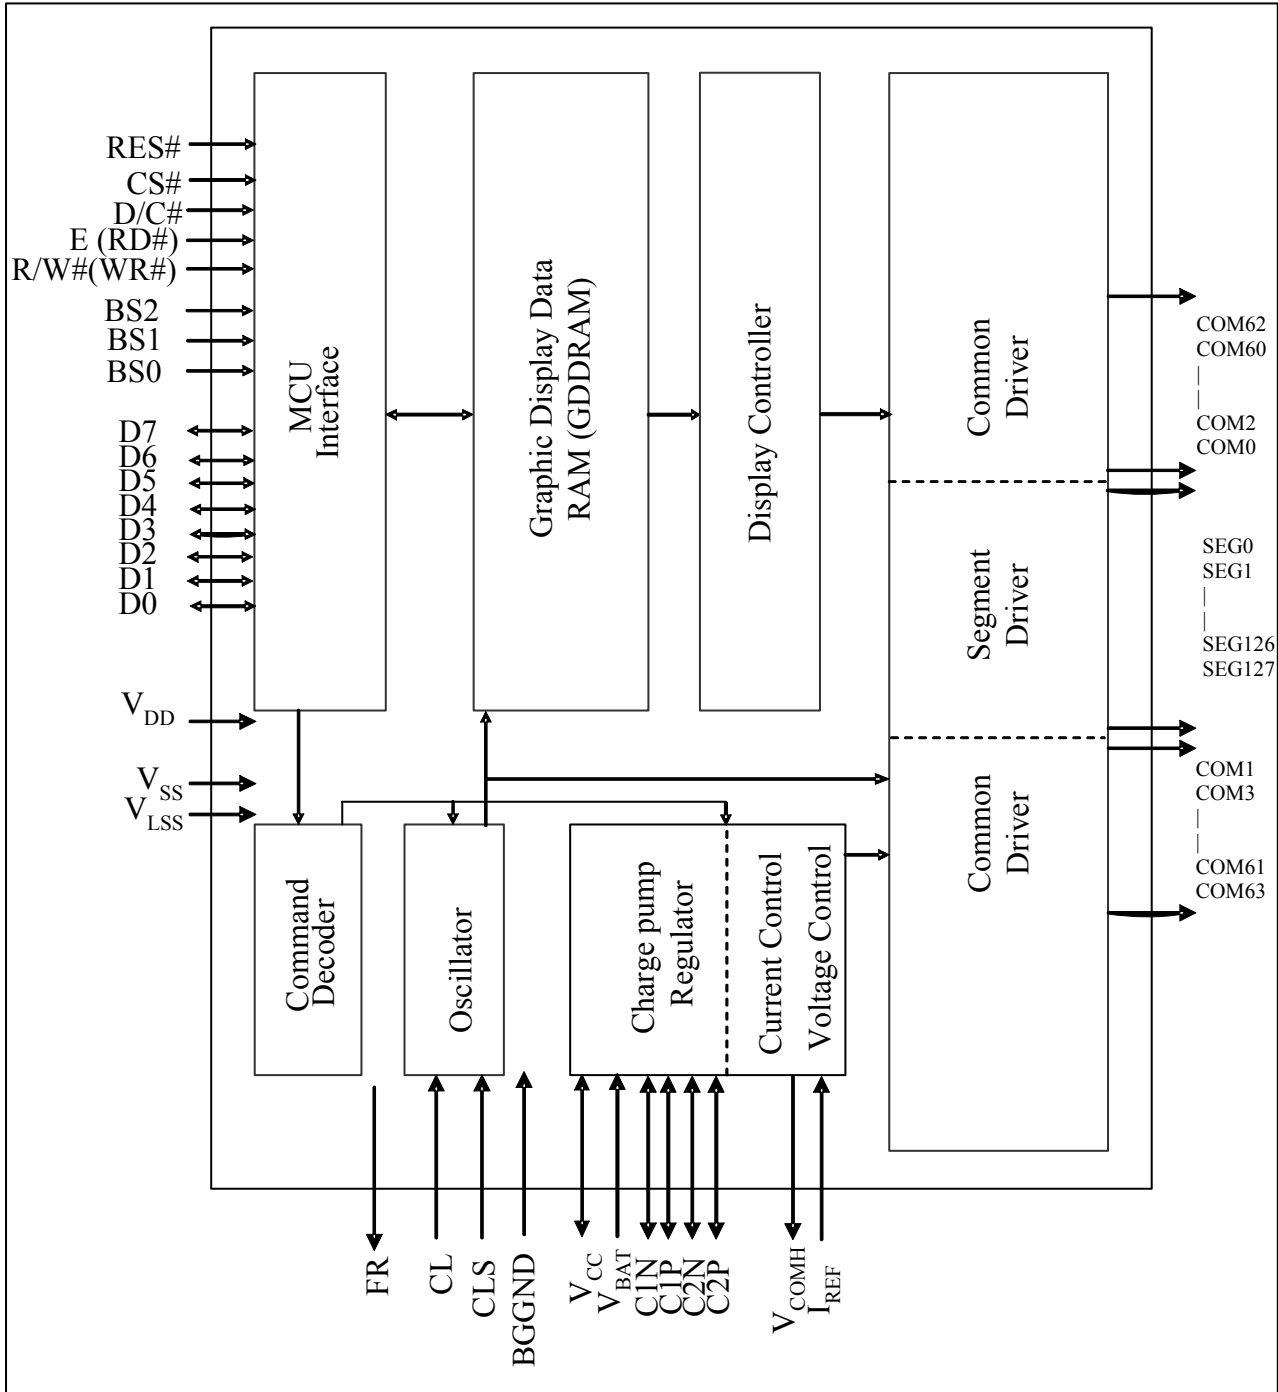 RES#
CS#
D/C#
E (RD#)
R/W#(WR#)
BS2
BS1
BS0
D7
D6
D5
D4
D3
D2
D1
D0
VDD
VSS
VLSS
MCU
Interface
Graphic Display Data
RAM (GDDRAM)
Display Controller
Common
Driver
Segment
Driver
Common
Driver
COM62
COM60
|
|
COM2
COM0
SEG0
SEG1
|
|
SEG126
SEG127
COM1
COM3
|
|
COM61
COM63
Command
Decoder
Oscillator
Charge pump
Regulator
Current Control
Voltage Control
FR
CL
CLS
BGGND
VCC
VBAT
C1N
C1P
C2N
C2P
VCOMH
IREF